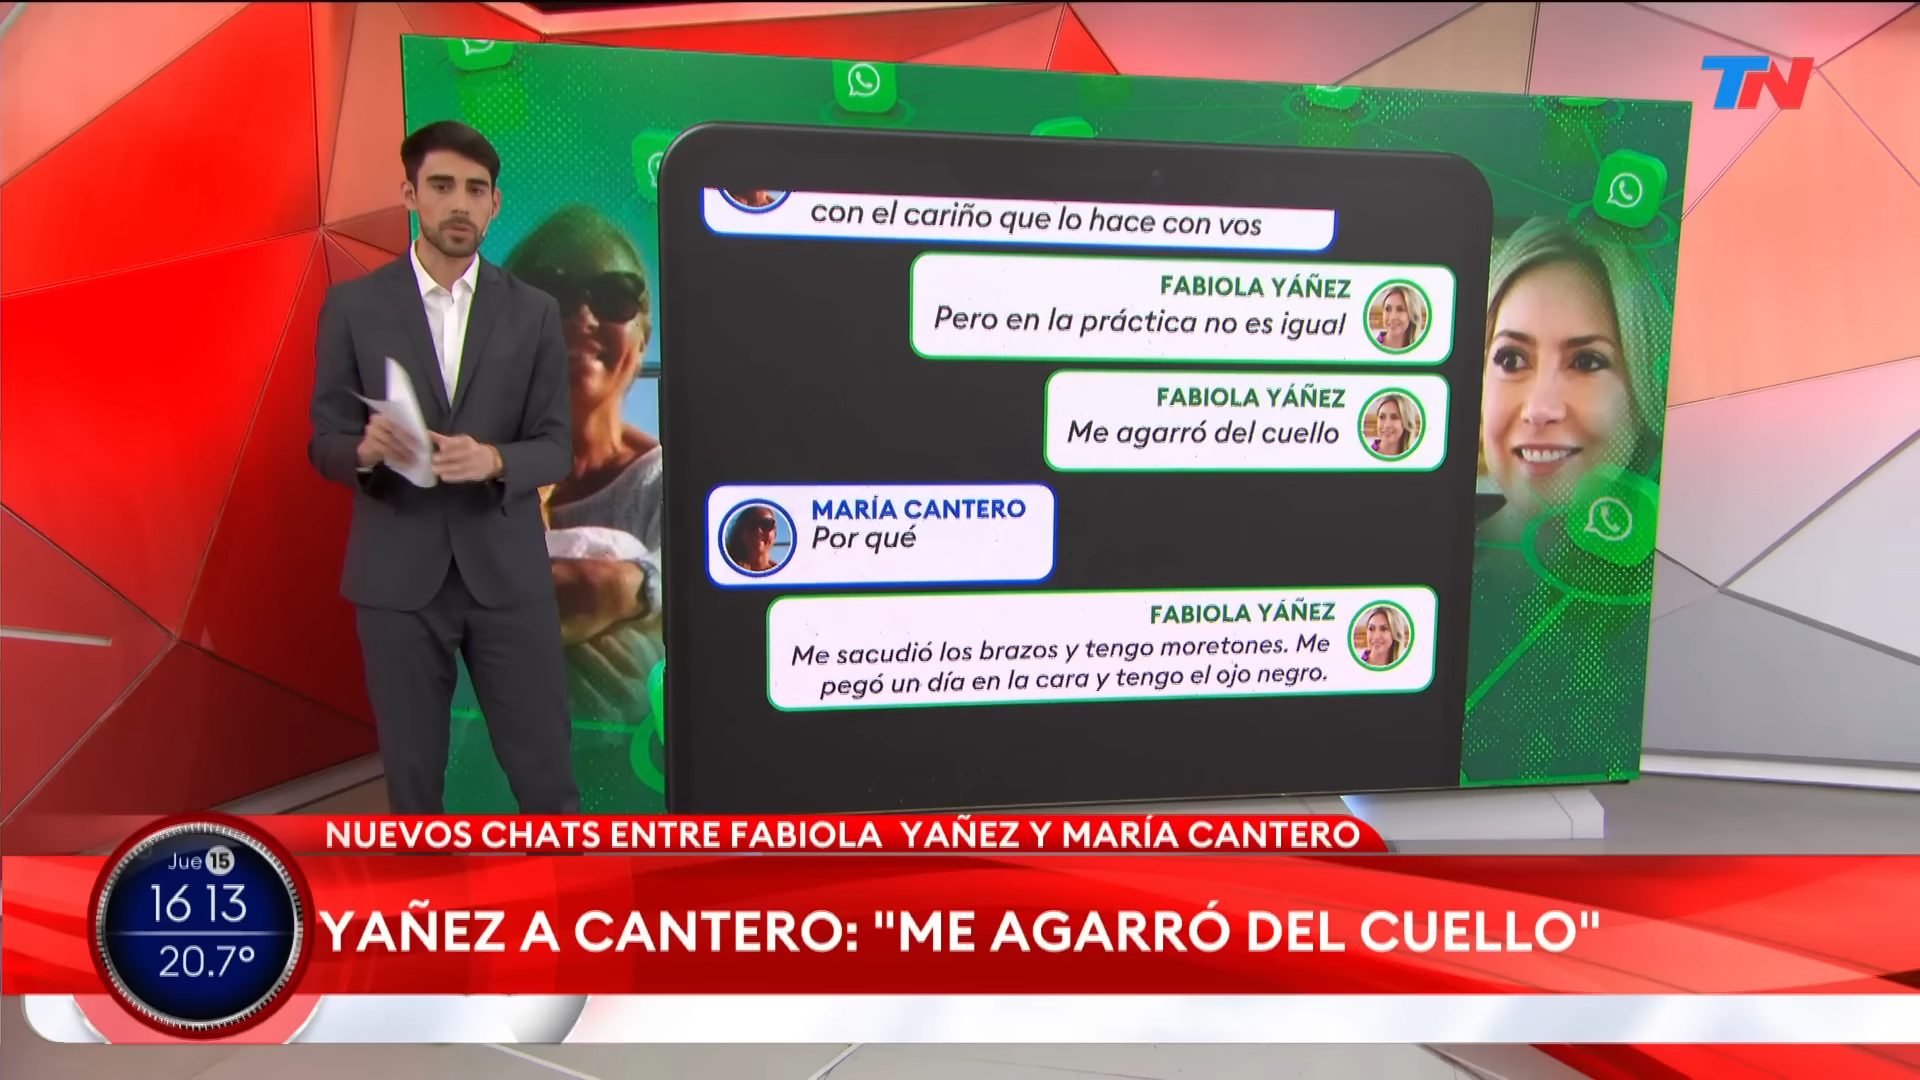 TN
con el cariño que lo hace con vos
FABIOLA YÁÑEZ
Pero en la práctica no es igual
FABIOLA YÁÑEZ
Me agarró del cuello
MARÍA CANTERO
Por qué
FABIOLA YÁÑEZ
Me sacudió los brazos y tengo moretones. Me
pegó un día en la cara y tengo el ojo negro.
NUEVOS CHATS ENTRE FABIOLA YAÑEZ Y MARÍA CANTERO
Jue 15
16 13
20.7°
YAÑEZ A CANTERO: "ME AGARRÓ DEL CUELLO"